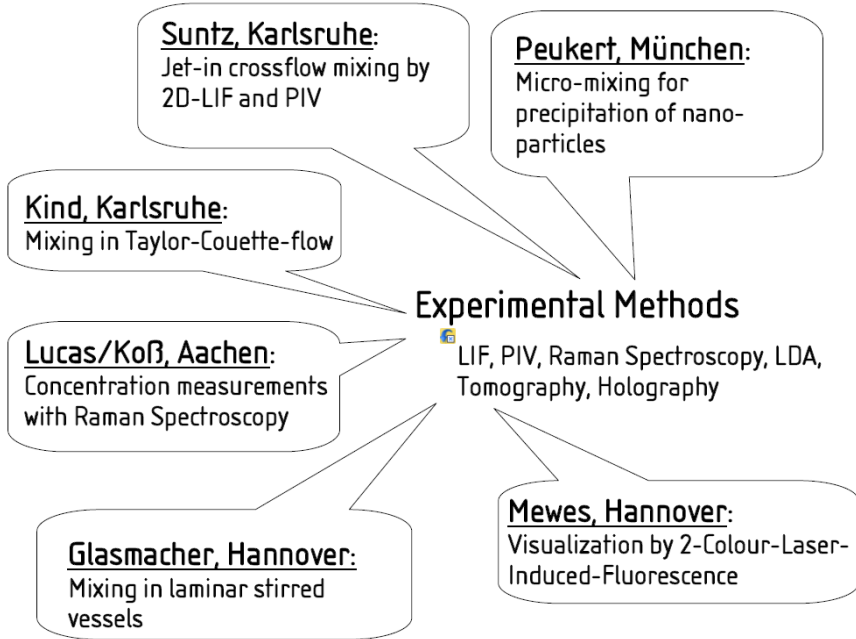 Suntz, Karlsruhe:
Jet-in crossflow mixing by
2D-LIF and PIV
Peukert, München:
Micro-mixing for
precipitation of nano-
particles
Kind, Karlsruhe:
Mixing in Taylor-Couette-flow
Experimental Methods
LIF, PIV, Raman Spectroscopy, LDA,
Tomography, Holography
Lucas/Koß, Aachen:
Concentration measurements
with Raman Spectroscopy
Mewes, Hannover:
Visualization by 2-Colour-Laser-
Induced-Fluorescence
Glasmacher, Hannover:
Mixing in laminar stirred
vessels